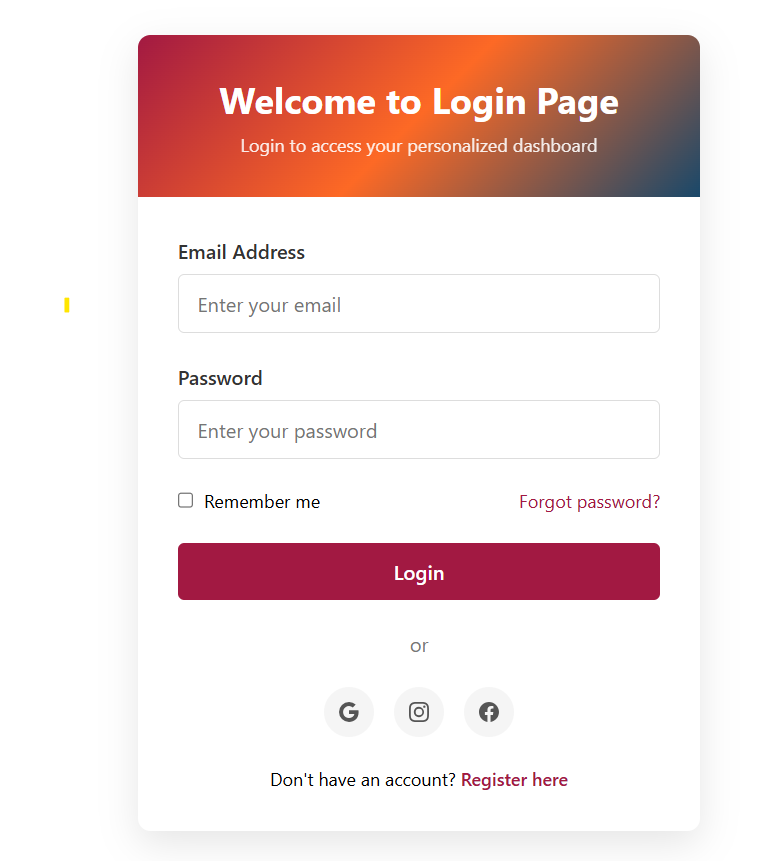 Welcome to Login Page
Login to access your personalized dashboard
Email Address
Enter your email
Password
Enter your password
Remember me Forgot password?
Login
or
Don't have an account? Register here